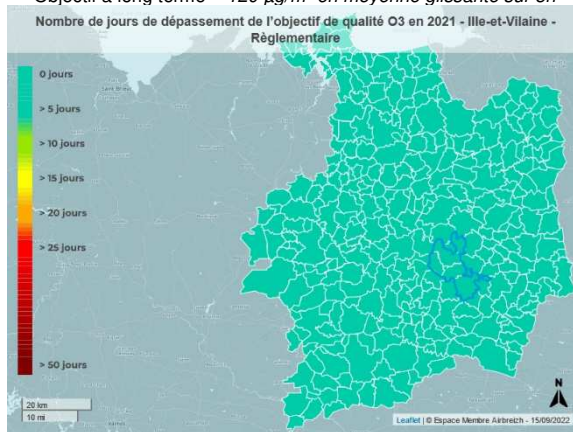 Objectif à long terme = 120 µg/m³ en moyenne glissante sur 8h
Nombre de jours de dépassement de l'objectif de qualité O3 en 2021 - Ille-et-Vilaine -
Règlementaire
0 jours
> 5 jours
> 10 jours
> 15 jours
> 20 jours
> 25 jours
> 50 jours
Saint-Brieuc
20 km
10 mi
N
Leaflet | © Espace Membre Airbreizh - 15/09/2022